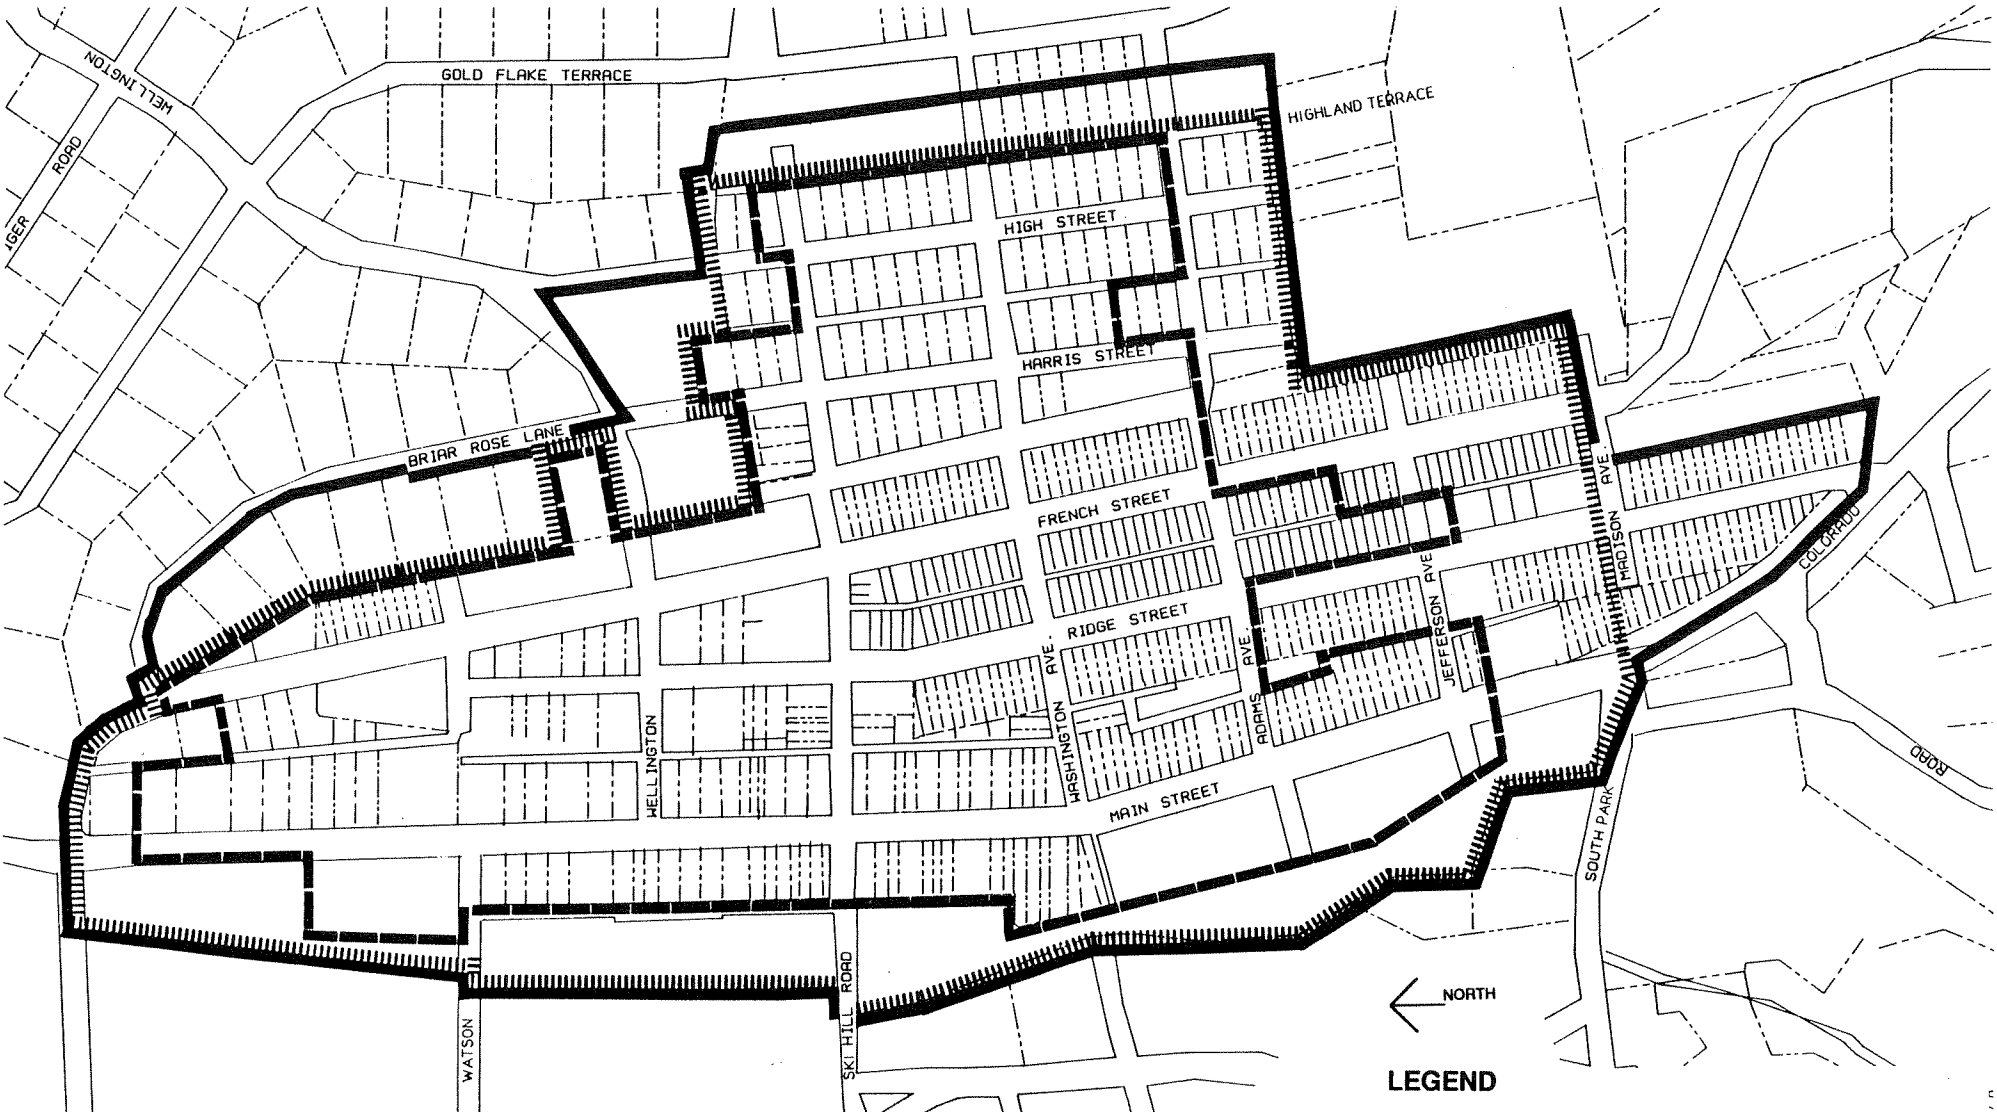 WELLINGTON
ROAD
GOLD FLAKE TERRACE
HIGHLAND TERRACE
HIGH STREET
HARRIS STREET
BRIAR ROSE LANE
FRENCH STREET
AVE.
MADISON
COLORADO
RIDGE STREET
JEFFERSON AVE.
AVE.
WASHINGTON
AVE.
ADAMS
WELLINGTON
MAIN STREET
ROAD
SOUTH PARK
SKI HILL ROAD
WATSON
NORTH
LEGEND